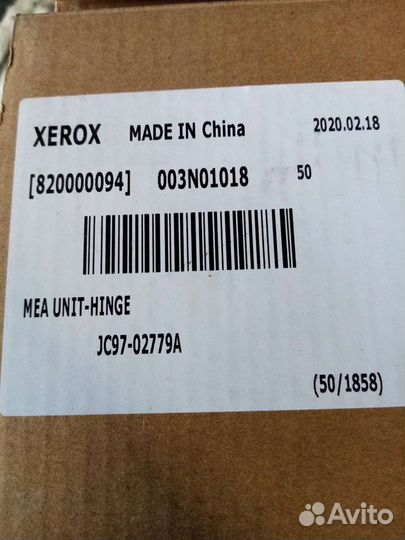 XEROX MADE IN China 2020.02.18
[820000094] 003N01018 50
MEA UNIT-HINGE
JC97-02779A
(50/1858)
Avito